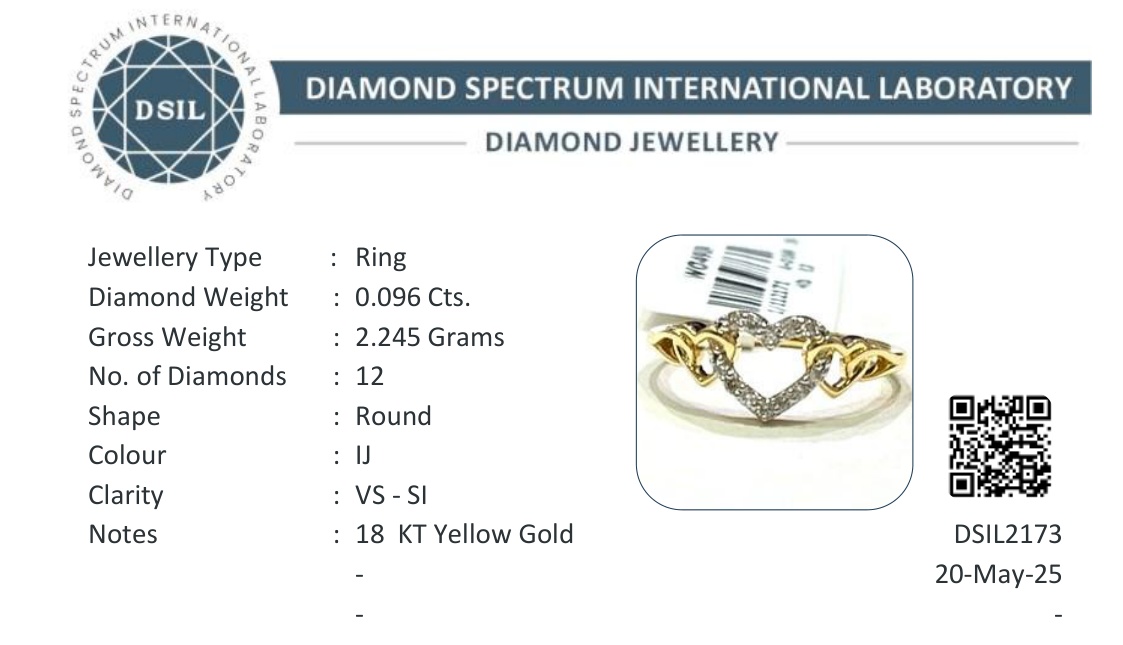 DIAMOND SPECTRUM INTERNATIONAL LABORATORY
DSIL
DIAMOND SPECTRUM INTERNATIONAL LABORATORY
DIAMOND JEWELLERY
Jewellery Type : Ring
Diamond Weight : 0.096 Cts.
Gross Weight : 2.245 Grams
No. of Diamonds : 12
Shape : Round
Colour : IJ
Clarity : VS - SI
Notes : 18 KT Yellow Gold
-
-
DSIL2173
20-May-25
-